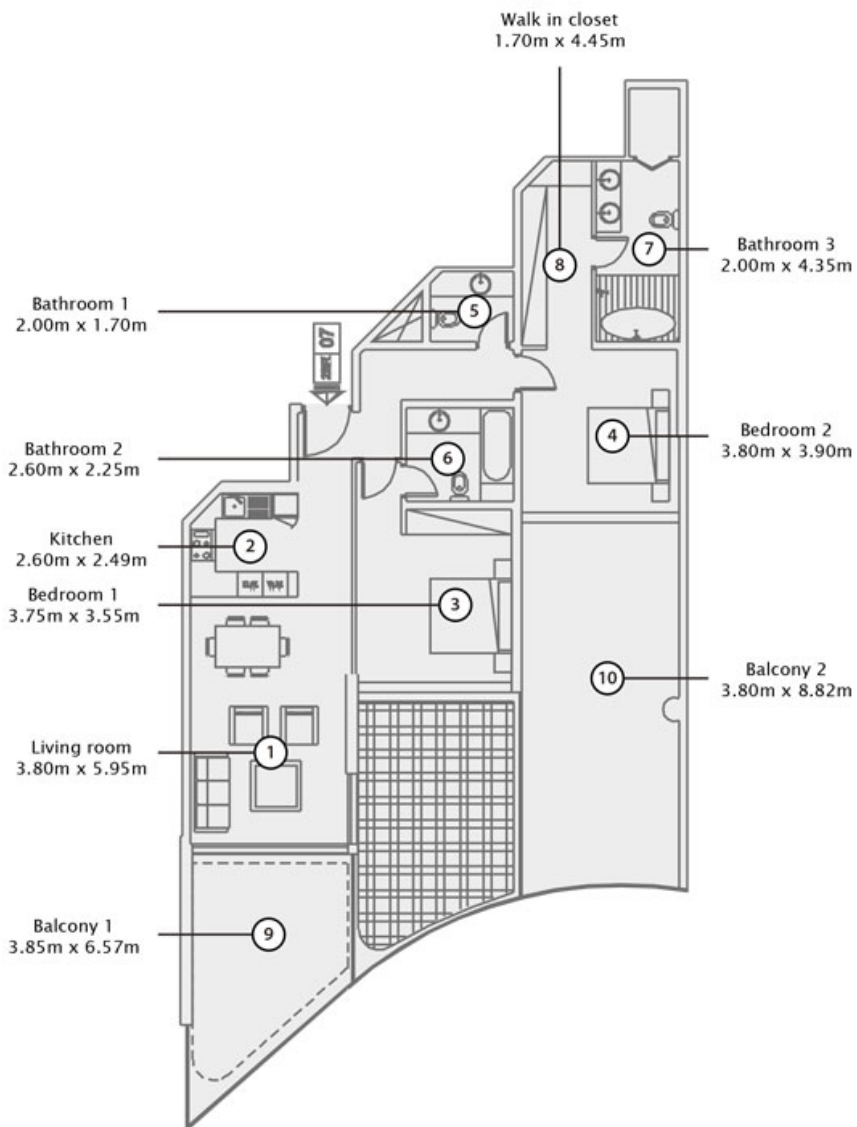 Walk in closet
1.70m x 4.45m
8
7
Bathroom 3
2.00m x 4.35m
Bathroom 1
2.00m x 1.70m
5
07
4
Bedroom 2
3.80m x 3.90m
Bathroom 2
2.60m x 2.25m
6
Kitchen
2.60m x 2.49m
2
Bedroom 1
3.75m x 3.55m
3
10
Balcony 2
3.80m x 8.82m
Living room
3.80m x 5.95m
1
Balcony 1
3.85m x 6.57m
9